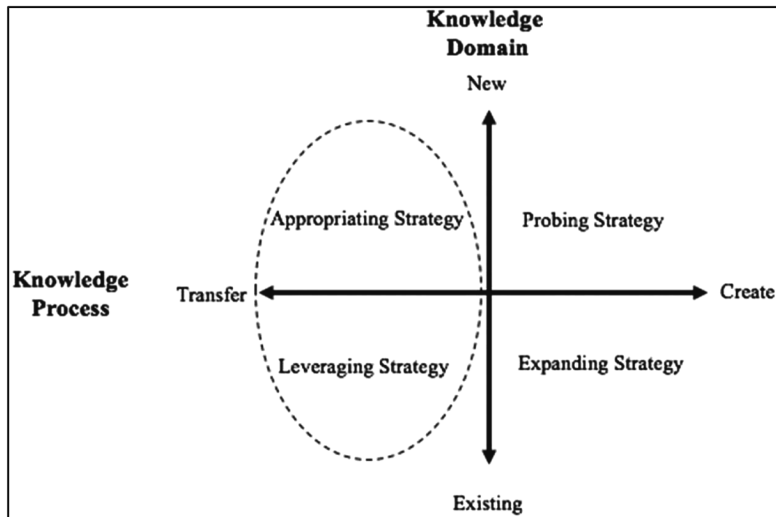 Knowledge
Domain
New
Appropriating Strategy
Probing Strategy
Knowledge
Process
Transfer
Create
Leveraging Strategy
Expanding Strategy
Existing